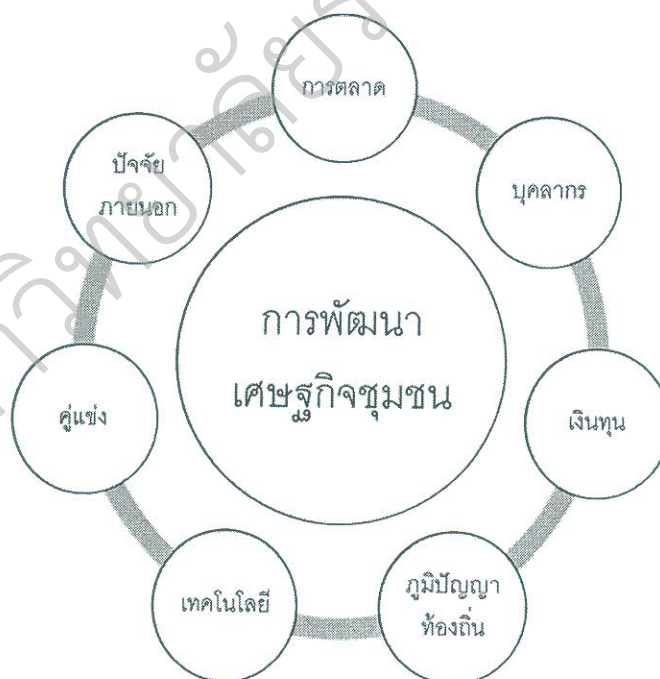 การตลาด
บุคลากร
เงินทุน
ภูมิปัญญา
ท้องถิ่น
เทคโนโลยี
คู่แข่ง
ปัจจัย
ภายนอก
การพัฒนา
เศรษฐกิจชุมชน